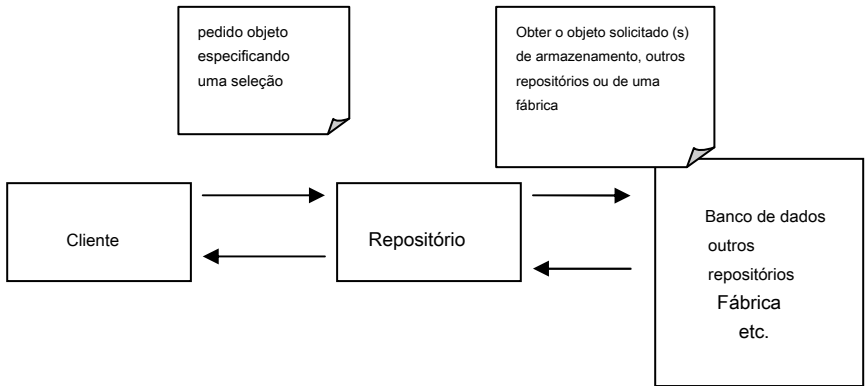 pedido objeto
especificando
uma seleção
Obter o objeto solicitado (s)
de armazenamento, outros
repositórios ou de uma
fábrica
Cliente
Repositório
Banco de dados
outros
repositórios
Fábrica
etc.